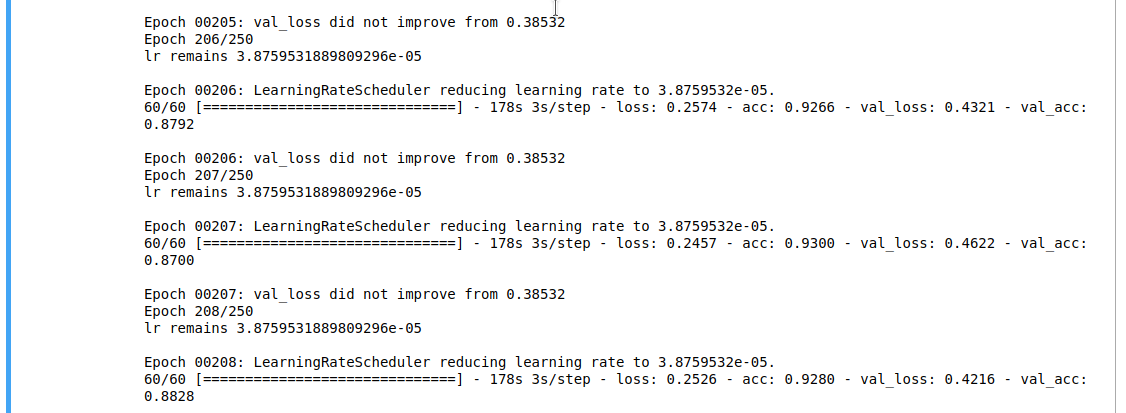 Epoch 00205: val_loss did not improve from 0.38532
Epoch 206/250
lr remains 3.8759531889809296e-05
Epoch 00206: LearningRateScheduler reducing learning rate to 3.8759532e-05.
60/60 [==============================] - 178s 3s/step - loss: 0.2574 - acc: 0.9266 - val_loss: 0.4321 - val_acc:
0.8792
Epoch 00206: val_loss did not improve from 0.38532
Epoch 207/250
lr remains 3.8759531889809296e-05
Epoch 00207: LearningRateScheduler reducing learning rate to 3.8759532e-05.
60/60 [==============================] - 178s 3s/step - loss: 0.2457 - acc: 0.9300 - val_loss: 0.4622 - val_acc:
0.8700
Epoch 00207: val_loss did not improve from 0.38532
Epoch 208/250
lr remains 3.8759531889809296e-05
Epoch 00208: LearningRateScheduler reducing learning rate to 3.8759532e-05.
60/60 [==============================] - 178s 3s/step - loss: 0.2526 - acc: 0.9280 - val_loss: 0.4216 - val_acc:
0.8828